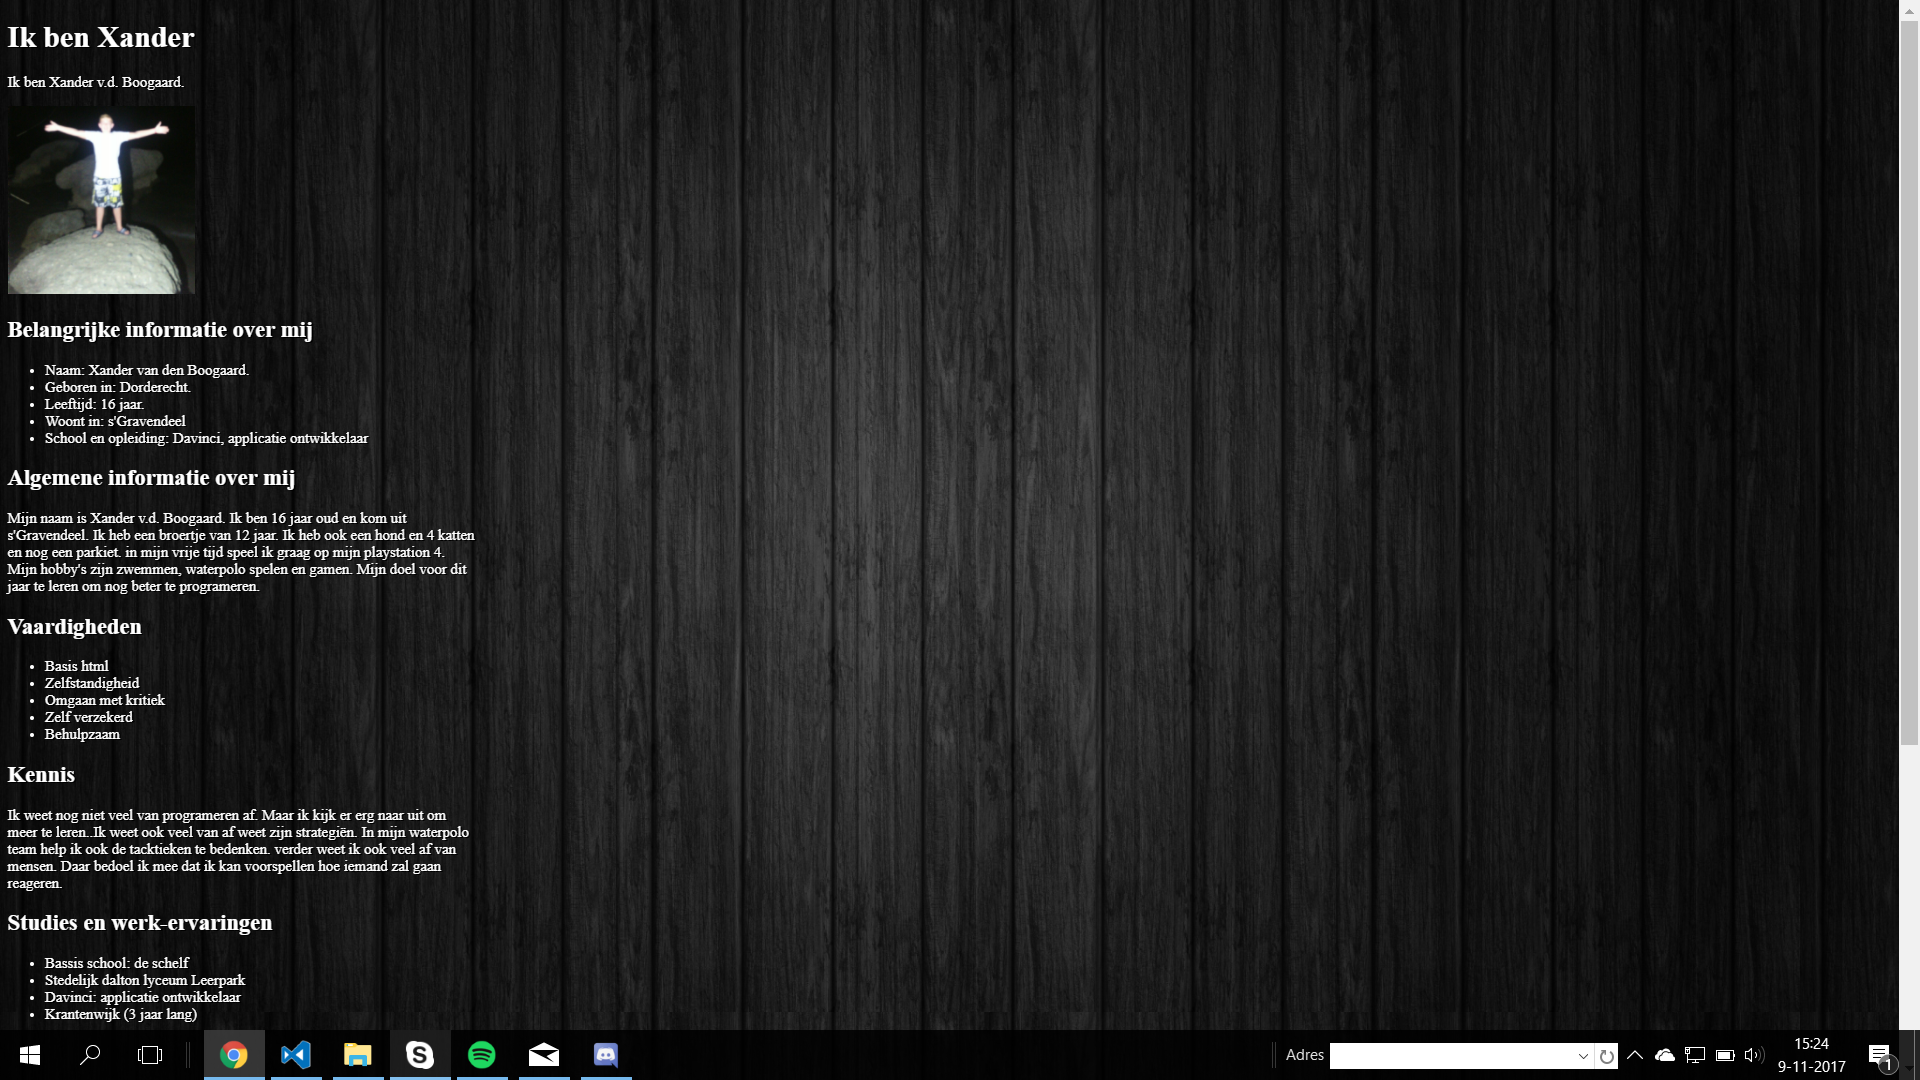 Ik ben Xander
Ik ben Xander v.d. Boogaard.
Belangrijke informatie over mij
• Naam: Xander van den Boogaard.
• Geboren in: Dorderecht.
• Leeftijd: 16 jaar.
• Woont in: s'Gravendeel
• School en opleiding: Davinci, applicatie ontwikkelaar
Algemene informatie over mij
Mijn naam is Xander v.d. Boogaard. Ik ben 16 jaar oud en kom uit
s'Gravendeel. Ik heb een broertje van 12 jaar. Ik heb ook een hond en 4 katten
en nog een parkiet. in mijn vrije tijd speel ik graag op mijn playstation 4.
Mijn hobby's zijn zwemmen, waterpolo spelen en gamen. Mijn doel voor dit
jaar te leren om nog beter te programeren.
Vaardigheden
• Basis html
• Zelfstandigheid
• Omgaan met kritiek
• Zelf verzekerd
• Behulpzaam
Kennis
Ik weet nog niet veel van programeren af. Maar ik kijk er erg naar uit om
meer te leren..Ik weet ook veel van af weet zijn strategiën. In mijn waterpolo
team help ik ook de tacktieken te bedenken. verder weet ik ook veel af van
mensen. Daar bedoel ik mee dat ik kan voorspellen hoe iemand zal gaan
reageren.
Studies en werk-ervaringen
• Bassis school: de schelf
• Stedelijk dalton lyceum Leerpark
• Davinci: applicatie ontwikkelaar
• Krantenwijk (3 jaar lang)
Adres
15:24
9-11-2017
1